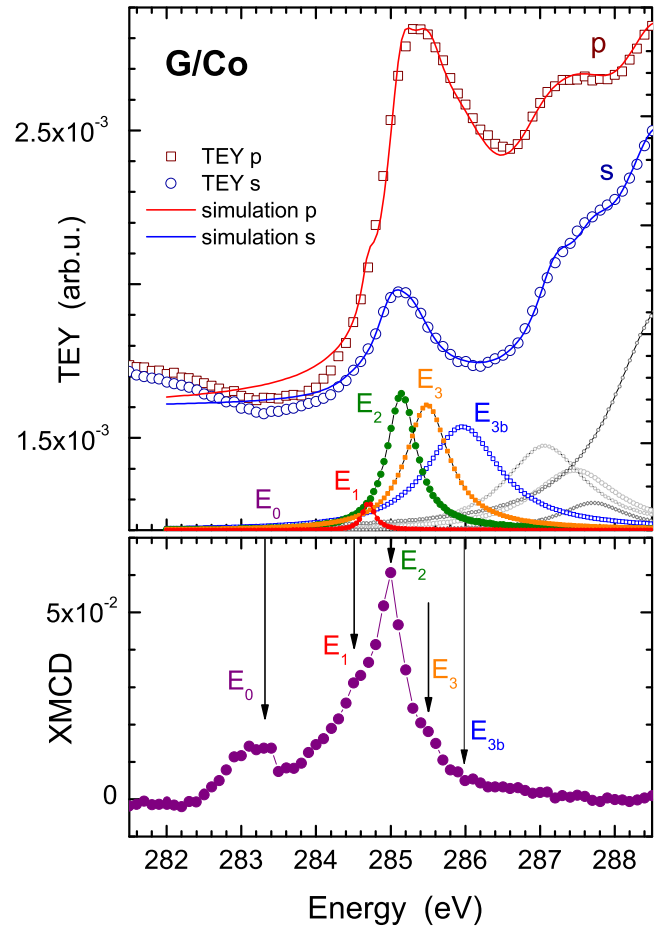 G/Co
p
2.5x10⁻³
TEY p
TEY s
simulation p
simulation s
s
TEY (arb.u.)
1.5x10⁻³
E₀
E₁
E₂
E₃
E₃b
5x10⁻²
E₂
E₁
E₃
E₀
E₃b
XMCD
0
282 283 284 285 286 287 288
Energy (eV)